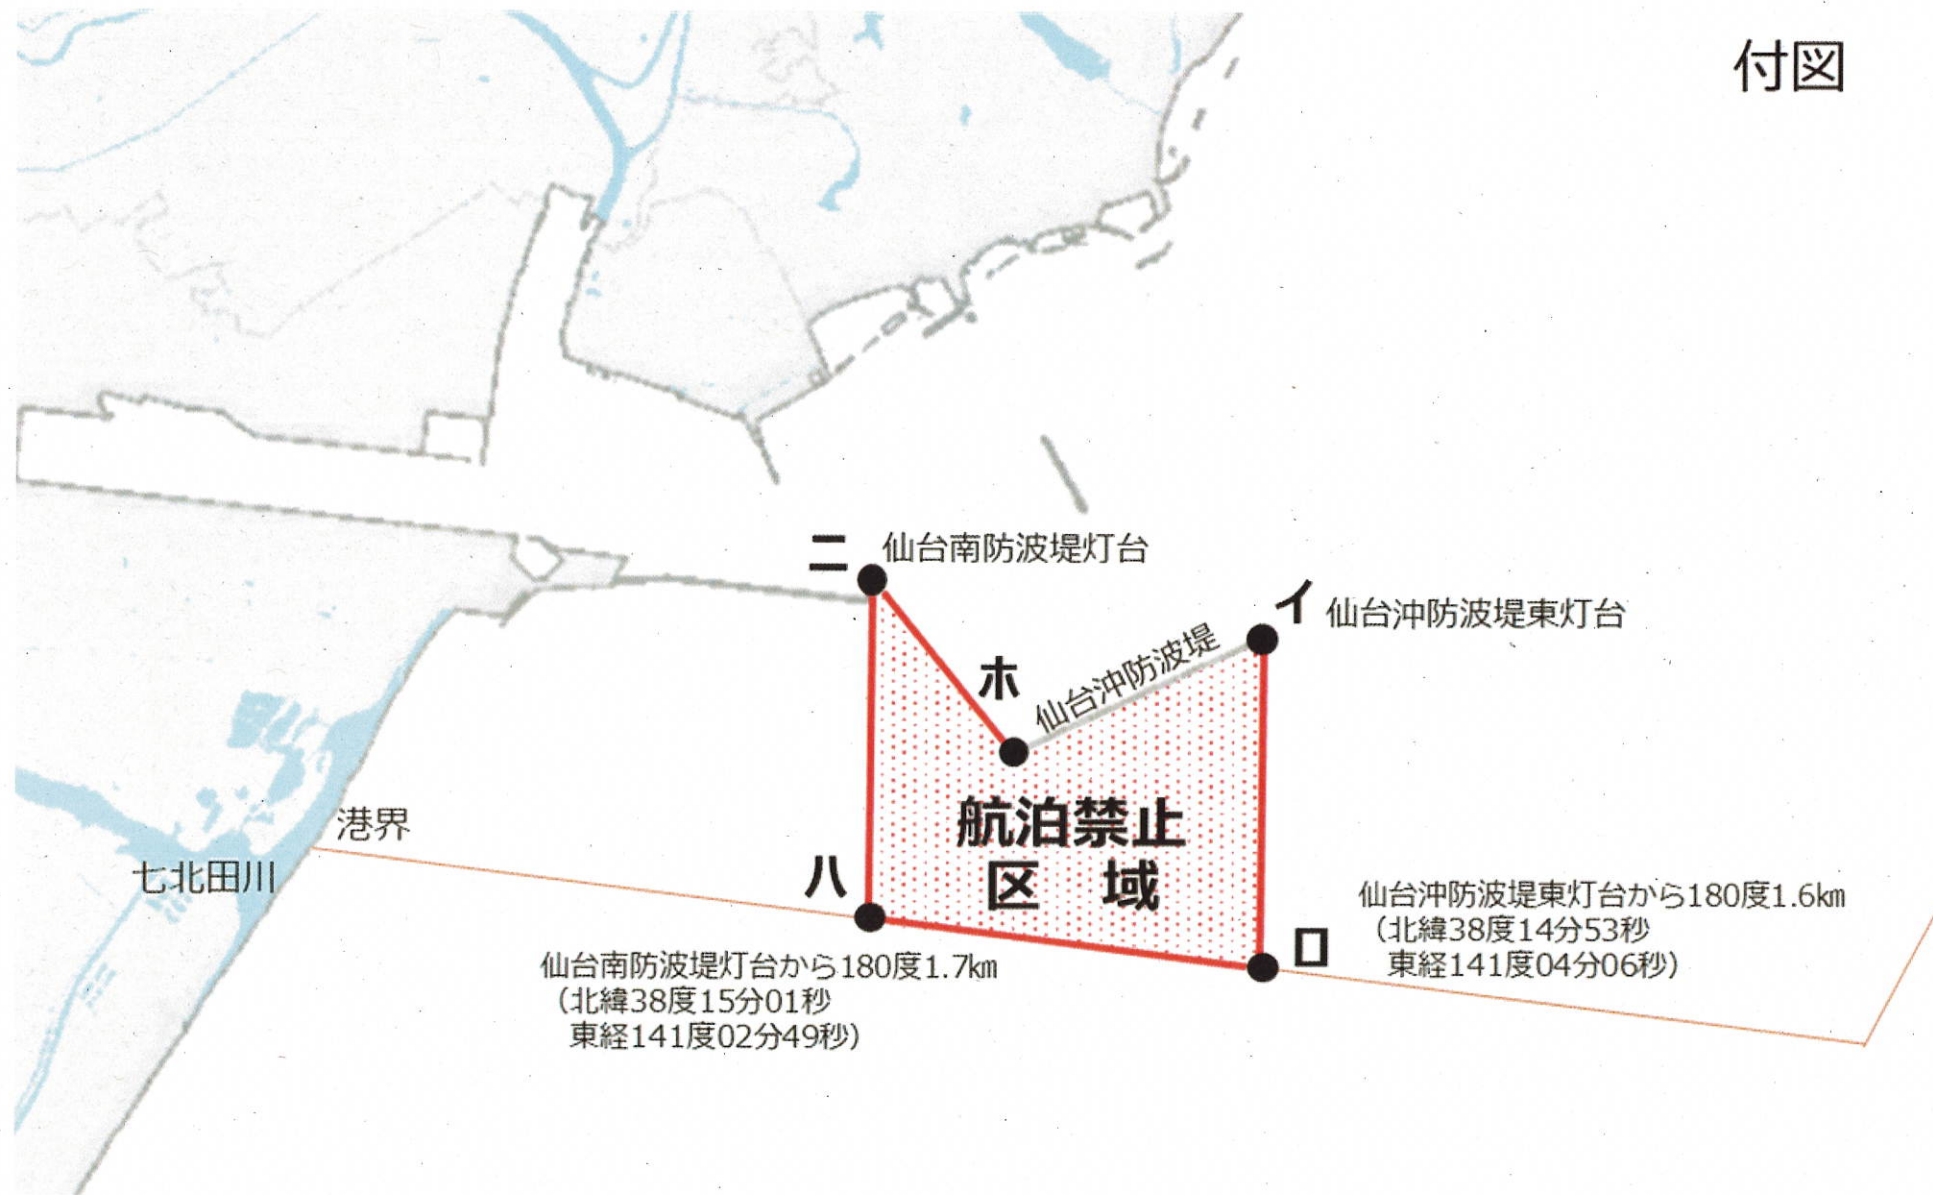 付図
ニ
仙台南防波堤灯台
イ
仙台沖防波堤東灯台
ホ
仙台沖防波堤
航泊禁止
区 域
港界
七北田川
ハ
仙台南防波堤灯台から180度1.7km
（北緯38度15分01秒
東経141度02分49秒）
ロ
仙台沖防波堤東灯台から180度1.6km
（北緯38度14分53秒
東経141度04分06秒）